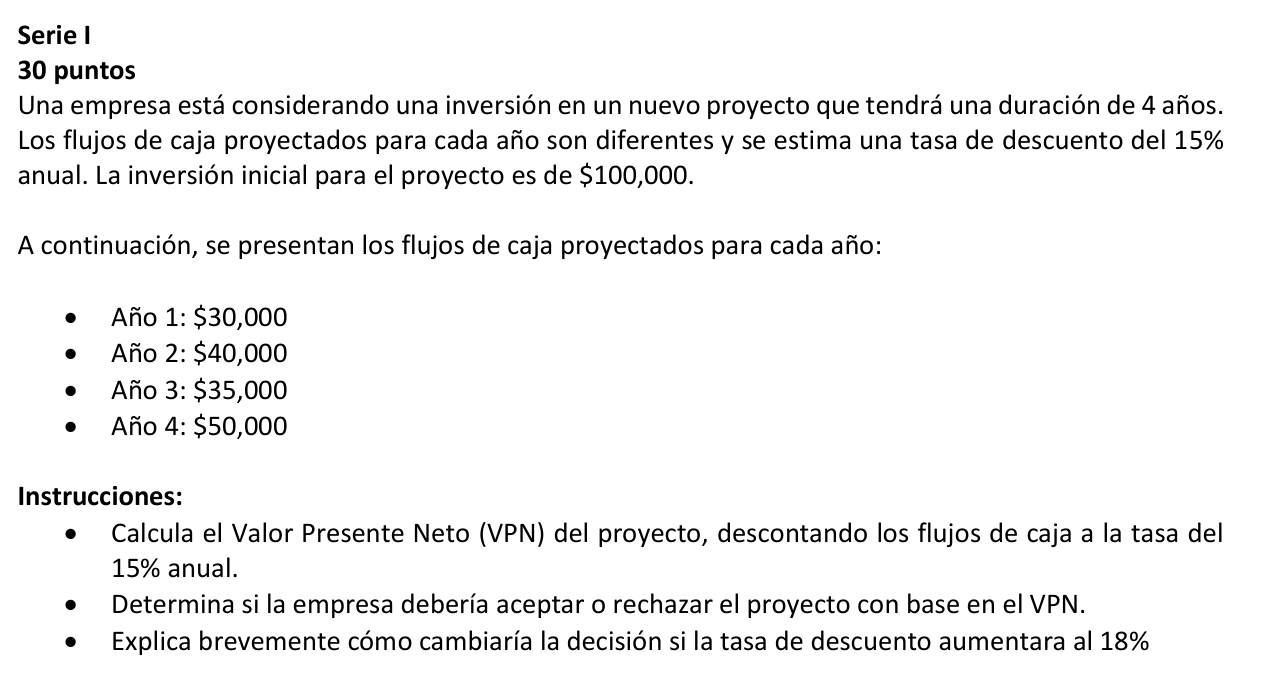 Serie I
30 puntos
Una empresa está considerando una inversión en un nuevo proyecto que tendrá una duración de 4 años.
Los flujos de caja proyectados para cada año son diferentes y se estima una tasa de descuento del 15%
anual. La inversión inicial para el proyecto es de $100,000.
A continuación, se presentan los flujos de caja proyectados para cada año:
• Año 1: $30,000
• Año 2: $40,000
• Año 3: $35,000
• Año 4: $50,000
Instrucciones:
• Calcula el Valor Presente Neto (VPN) del proyecto, descontando los flujos de caja a la tasa del
15% anual.
• Determina si la empresa debería aceptar o rechazar el proyecto con base en el VPN.
• Explica brevemente cómo cambiaría la decisión si la tasa de descuento aumentara al 18%